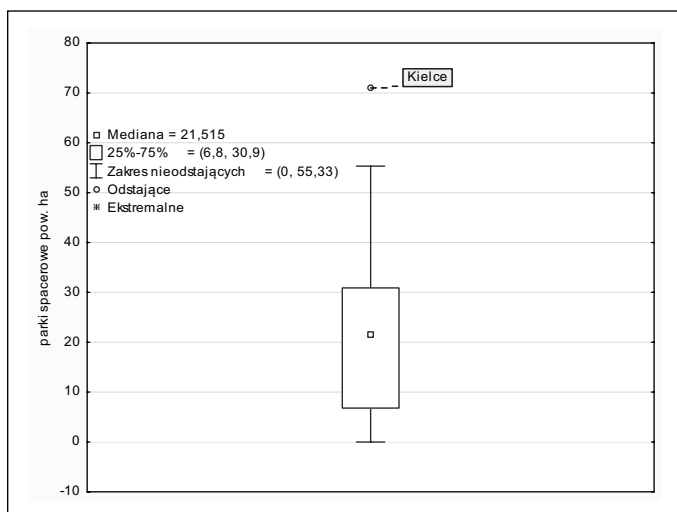 80
Kielce
70
60
Mediana = 21,515
25%-75% = (6,8, 30,9)
Zakres nieodstających = (0, 55,33)
50
Odstające
Ekstremalne
40
30
20
10
0
-10
parki spacerowe pow. ha